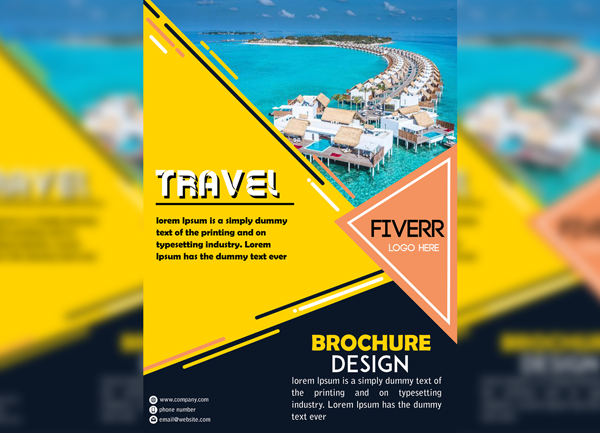 TRAVEL
lorem Ipsum is a simply dummy
text of the printing and on
typesetting industry. Lorem
Ipsum has the dummy text ever
FIVERR
LOGO HERE
BROCHURE
DESIGN
lorem Ipsum is a simply dummy text of
the printing and on typesetting
industry. Lorem Ipsum has the dummy
text ever
www.company.com
phone number
email@website.com